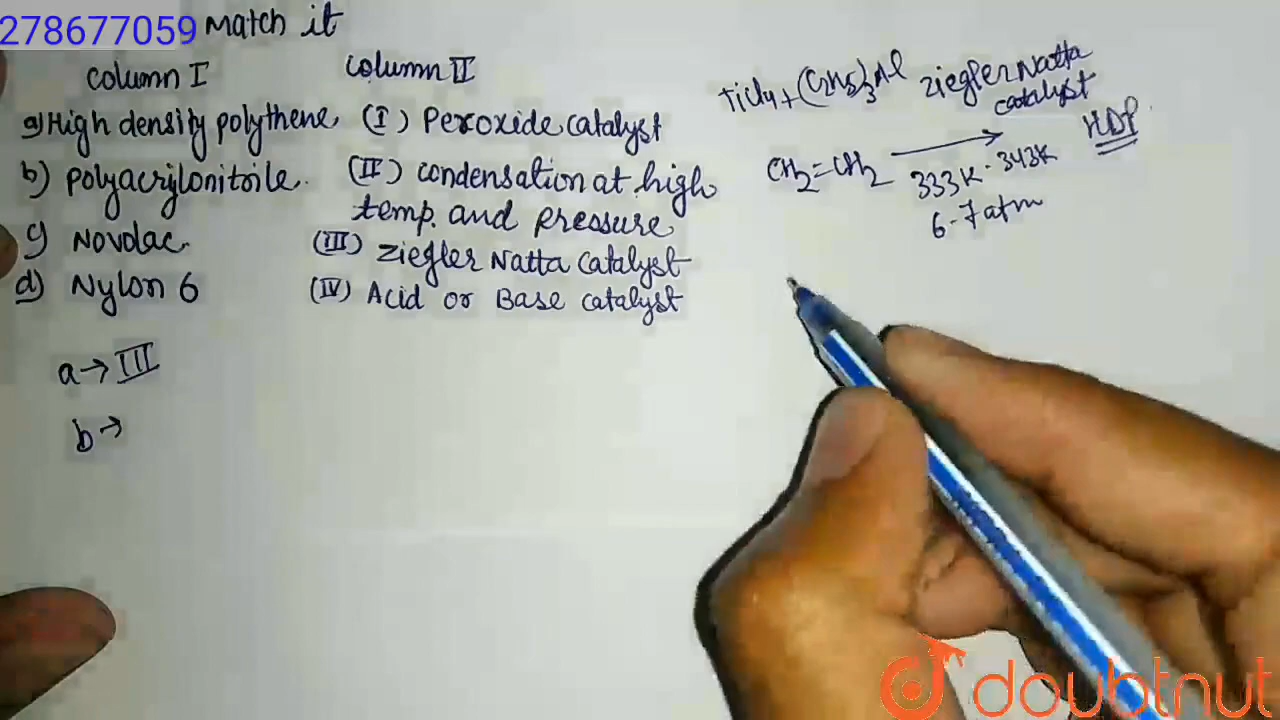 278677059 Match it
column I column II
a) High density polythene. (I) Peroxide catalyst
b) polyacrylonitrile. (II) condensation at high
temp. and pressure
c) Novolac. (III) ziegler Natta catalyst
d) Nylon 6 (IV) Acid or Base catalyst
a → III
b →
TiCl4 + (C2H5)3Al ziegler Natta
catalyst
CH2=CH2 → HDP.
333K - 343K
6-7 atm
doubtnut